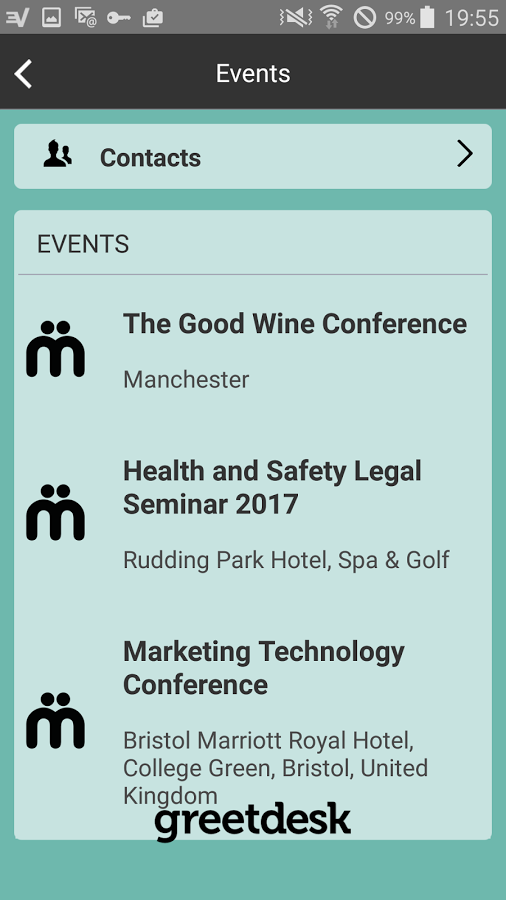 99% 19:55
Events
Contacts
EVENTS
The Good Wine Conference
Manchester
Health and Safety Legal
Seminar 2017
Rudding Park Hotel, Spa & Golf
Marketing Technology
Conference
Bristol Marriott Royal Hotel,
College Green, Bristol, United
Kingdom
greetdesk